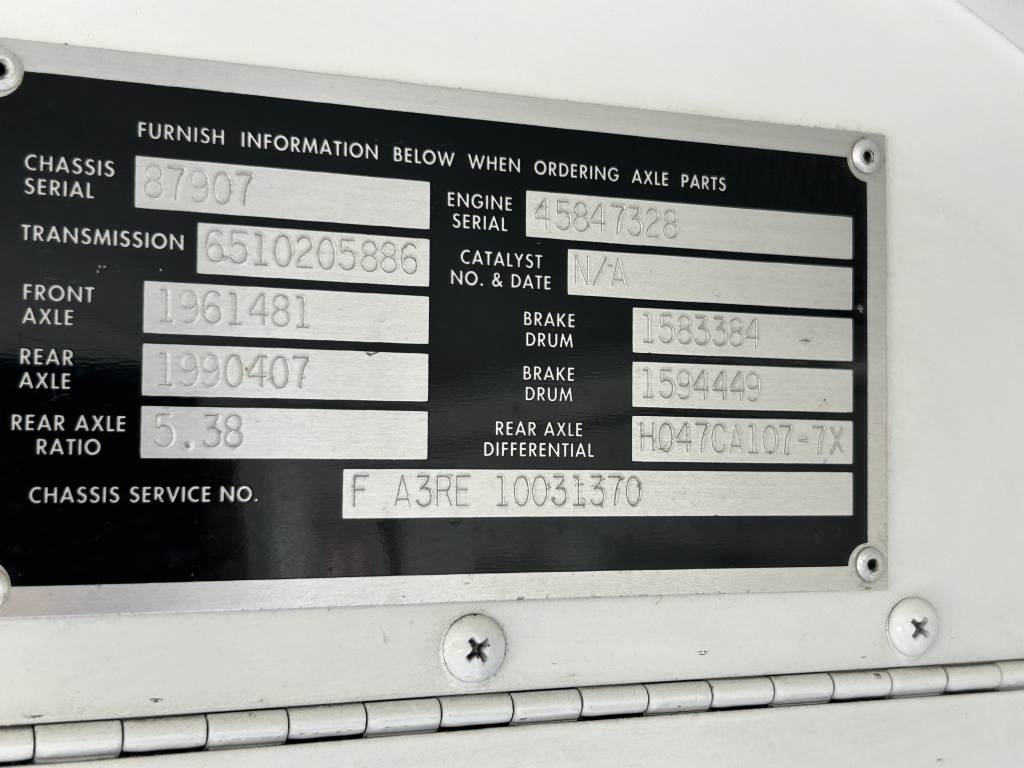 FURNISH INFORMATION BELOW WHEN ORDERING AXLE PARTS
CHASSIS SERIAL 87907
ENGINE SERIAL 45847328
TRANSMISSION 6510205886
CATALYST NO. & DATE N/A
FRONT AXLE 1961481
BRAKE DRUM 1583384
REAR AXLE 1990407
BRAKE DRUM 1594449
REAR AXLE RATIO 5.38
REAR AXLE DIFFERENTIAL H047CA107-7X
CHASSIS SERVICE NO. F A3RE 10031370